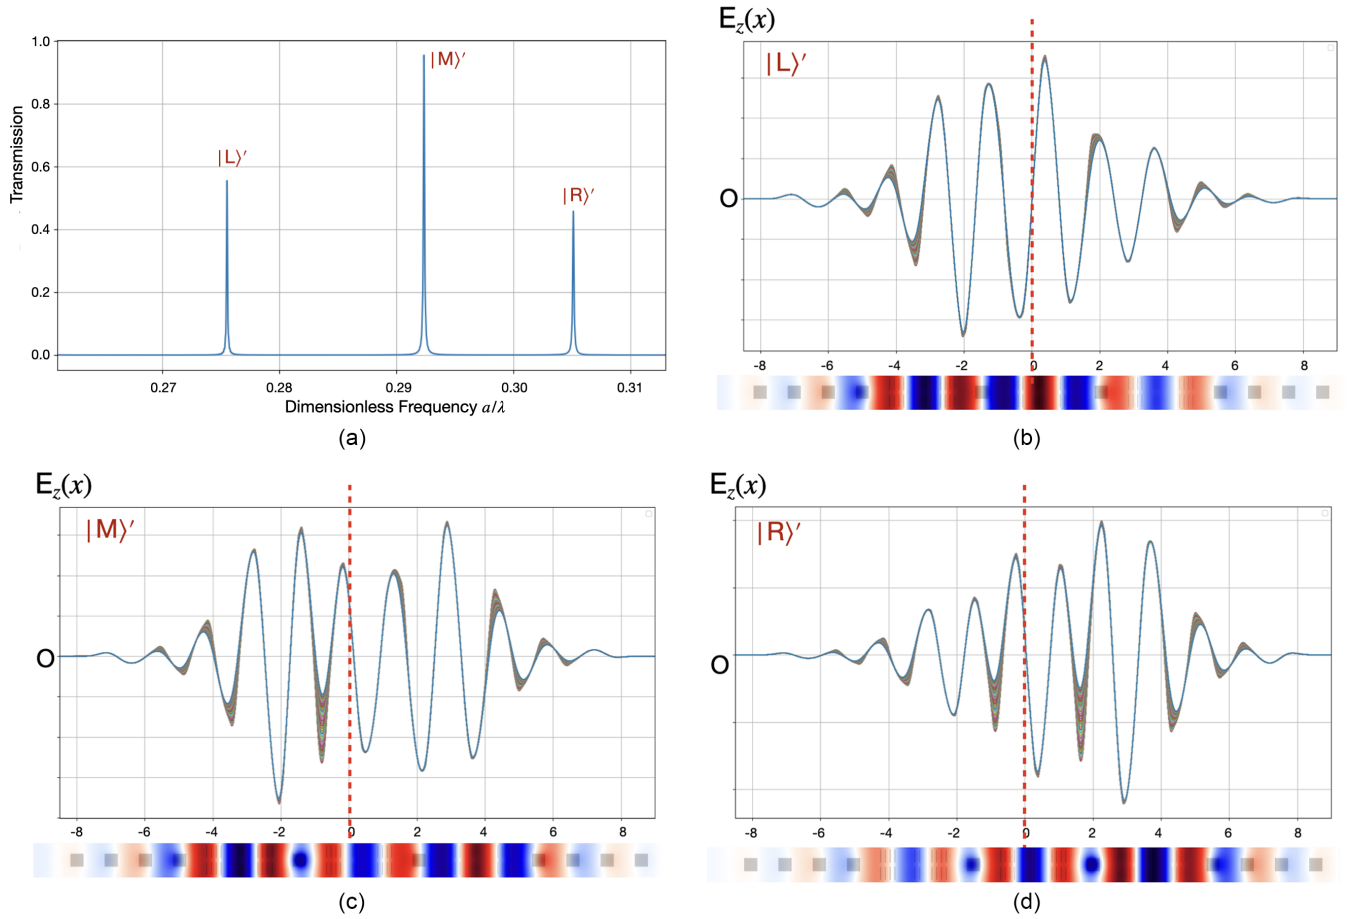 1.0
0.8
0.6
0.4
0.2
0.0
Transmission
|L⟩′
|M⟩′
|R⟩′
0.27 0.28 0.29 0.30 0.31
Dimensionless Frequency a/λ
(a)
E_z(x)
|L⟩′
O
-8 -6 -4 -2 0 2 4 6 8
(b)
E_z(x)
|M⟩′
O
-8 -6 -4 -2 0 2 4 6 8
(c)
E_z(x)
|R⟩′
O
-8 -6 -4 -2 0 2 4 6 8
(d)